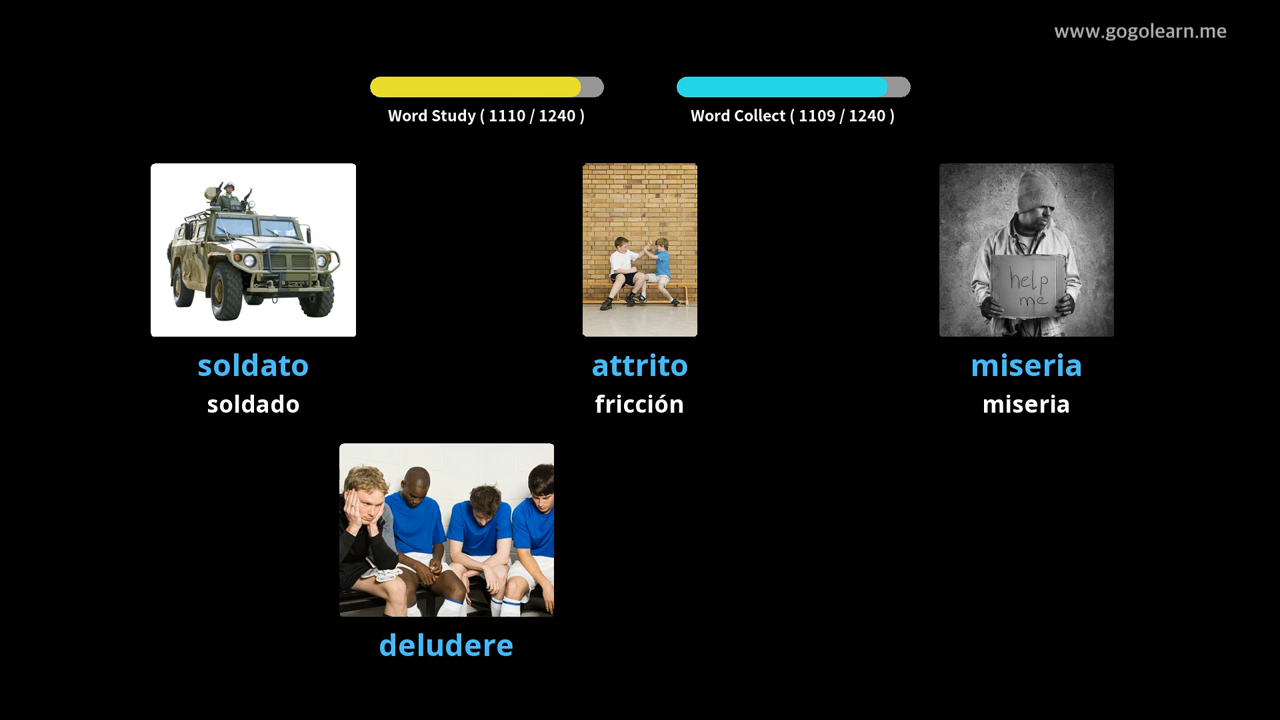 www.gogolearn.me
Word Study ( 1110 / 1240 )
Word Collect ( 1109 / 1240 )
help
me
soldato
attrito
miseria
soldado
fricción
miseria
deludere